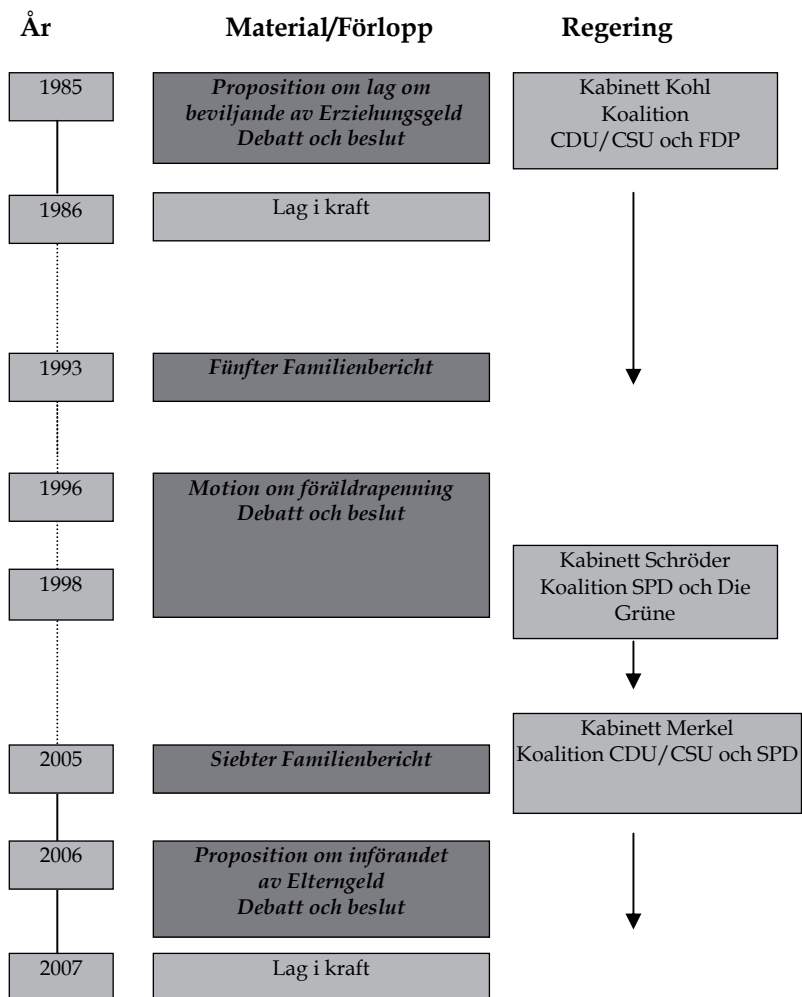 År Material/Förlopp Regering
1985
Proposition om lag om
beviljande av Erziehungsgeld
Debatt och beslut
Kabinett Kohl
Koalition
CDU/CSU och FDP
1986
Lag i kraft
1993
Fünfter Familienbericht
1996
Motion om föräldrapenning
Debatt och beslut
1998
Kabinett Schröder
Koalition SPD och Die
Grüne
Kabinett Merkel
Koalition CDU/CSU och SPD
2005
Siebter Familienbericht
2006
Proposition om införandet
av Elterngeld
Debatt och beslut
2007
Lag i kraft